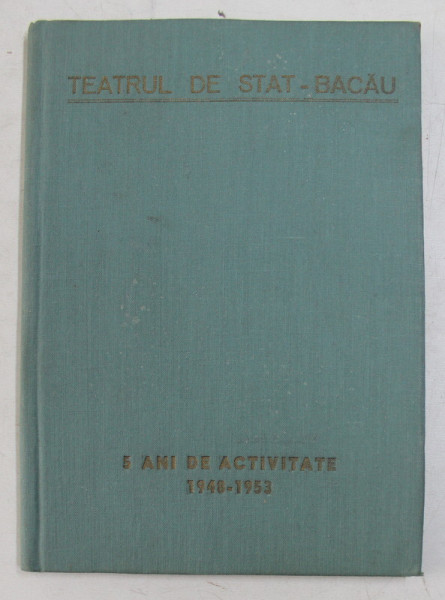 TEATRUL DE STAT - BACĂU
5 ANI DE ACTIVITATE
1948-1953